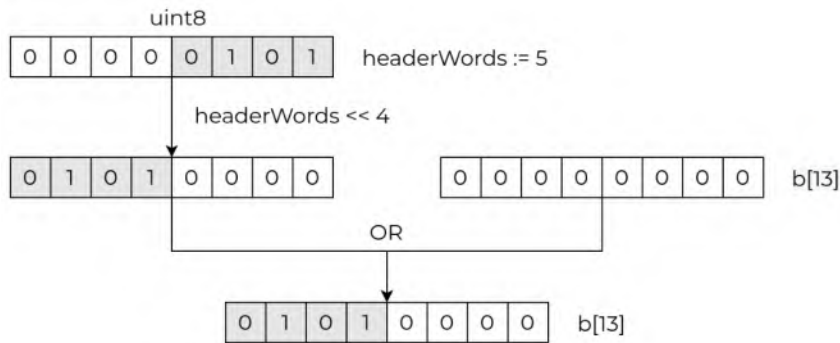 uint8
0 0 0 0 0 1 0 1 headerWords := 5
headerWords << 4
0 1 0 1 0 0 0 0 0 0 0 0 0 0 0 0 b[13]
OR
0 1 0 1 0 0 0 0 b[13]